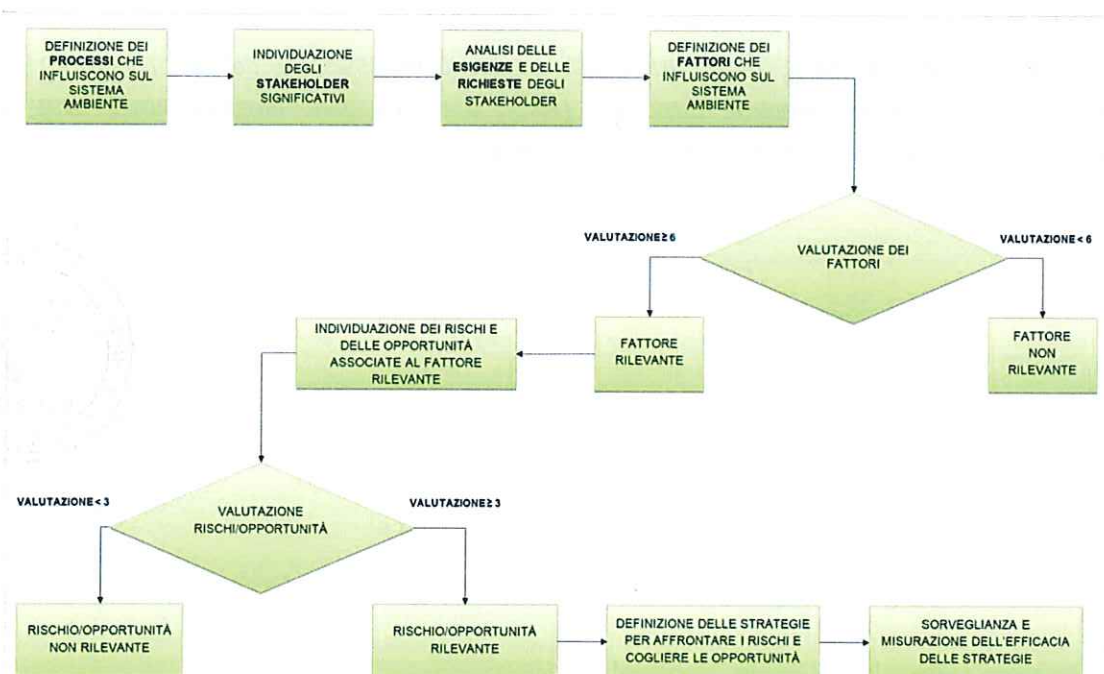 DEFINIZIONE DEI
PROCESSI CHE
INFLUISCONO SUL
SISTEMA
AMBIENTE
INDIVIDUAZIONE
DEGLI
STAKEHOLDER
SIGNIFICATIVI
ANALISI DELLE
ESIGENZE E DELLE
RICHIESTE DEGLI
STAKEHOLDER
DEFINIZIONE DEI
FATTORI CHE
INFLUISCONO SUL
SISTEMA
AMBIENTE
VALUTAZIONE≥6
VALUTAZIONE DEI
FATTORI
VALUTAZIONE<6
INDIVIDUAZIONE DEI RISCHI E
DELLE OPPORTUNITÀ
ASSOCIATE AL FATTORE
RILEVANTE
FATTORE
RILEVANTE
FATTORE
NON
RILEVANTE
VALUTAZIONE<3
VALUTAZIONE
RISCHI/OPPORTUNITÀ
VALUTAZIONE≥3
RISCHIO/OPPORTUNITÀ
NON RILEVANTE
RISCHIO/OPPORTUNITÀ
RILEVANTE
DEFINIZIONE DELLE STRATEGIE
PER AFFRONTARE I RISCHI E
COGLIERE LE OPPORTUNITÀ
SORVEGLIANZA E
MISURAZIONE DELL'EFFICACIA
DELLE STRATEGIE